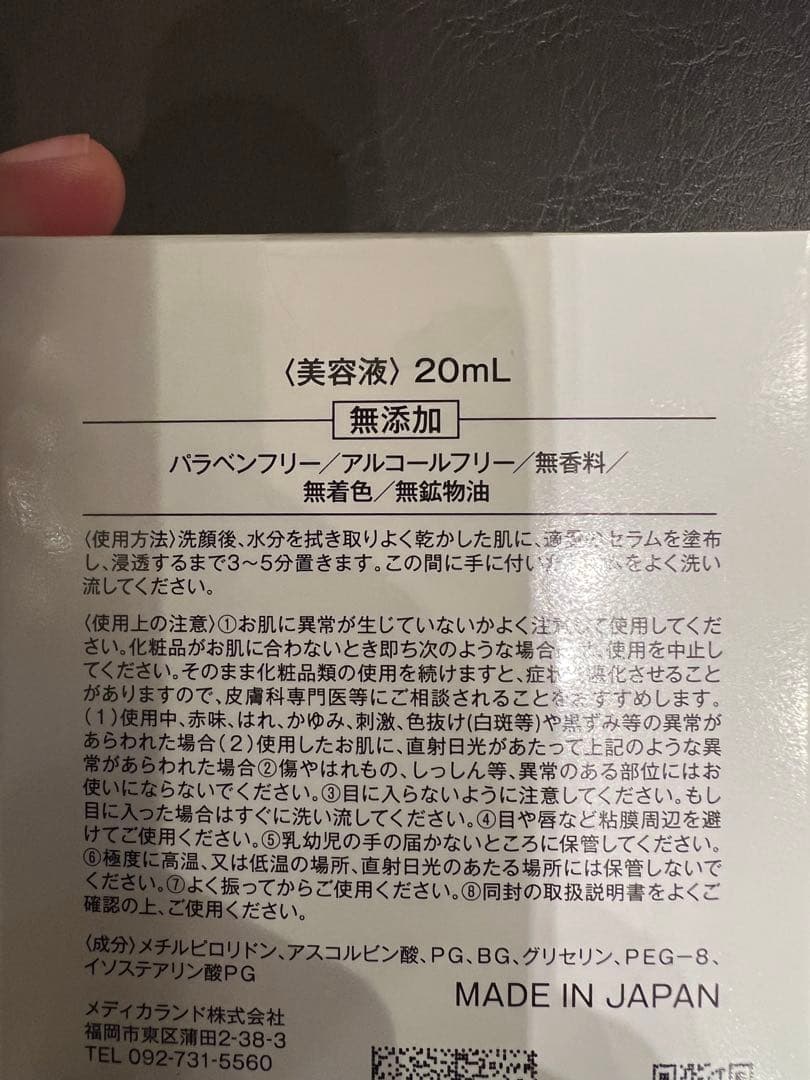 〈美容液〉20mL
無添加
パラベンフリー／アルコールフリー／無香料／
無着色／無鉱物油
〈使用方法〉洗顔後、水分を拭き取りよく乾かした肌に、適量のセラムを塗布
し、浸透するまで3〜5分置きます。この間に手に付いたセラムをよく洗い
流してください。
〈使用上の注意〉①お肌に異常が生じていないかよく注意して使用してくだ
さい。化粧品がお肌に合わないとき即ち次のような場合には、使用を中止し
てください。そのまま化粧品類の使用を続けますと、症状を悪化させること
がありますので、皮膚科専門医等にご相談されることをおすすめします。
(1)使用中、赤味、はれ、かゆみ、刺激、色抜け(白斑等)や黒ずみ等の異常が
あらわれた場合(2)使用したお肌に、直射日光があたって上記のような異
常があらわれた場合②傷やはれもの、しっしん等、異常のある部位にはお
使いにならないでください。③目に入らないように注意してください。もし
目に入った場合はすぐに洗い流してください。④目や唇など粘膜周辺を避
けてご使用ください。⑤乳幼児の手の届かないところに保管してください。
⑥極度に高温、又は低温の場所、直射日光のあたる場所には保管しないで
ください。⑦よく振ってからご使用ください。⑧同封の取扱説明書をよくご
確認の上、ご使用ください。
〈成分〉メチルピロリドン、アスコルビン酸、PG、BG、グリセリン、PEG-8、
イソステアリン酸PG
MADE IN JAPAN
メディカランド株式会社
福岡市東区蒲田2-38-3
TEL 092-731-5560